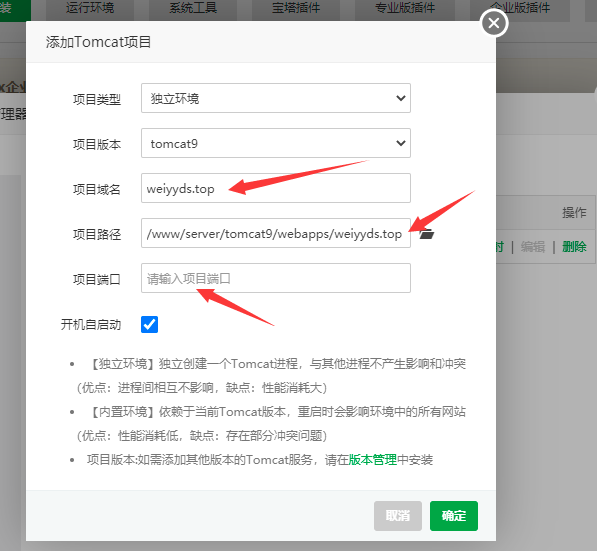 装 运行环境 系统工具 宝塔插件 专业版插件 企业版插件
添加Tomcat项目
项目类型 独立环境
项目版本 tomcat9
项目域名 weiyyds.top
项目路径 /www/server/tomcat9/webapps/weiyyds.top
项目端口 请输入项目端口
开机自启动
理器
操作
| 编辑 | 删除
• 【独立环境】独立创建一个Tomcat进程，与其他进程不产生影响和冲突
(优点：进程间相互不影响，缺点：性能消耗大)
• 【内置环境】依赖于当前Tomcat版本，重启时会影响环境中的所有网站
(优点：性能消耗低，缺点：存在部分冲突问题)
• 项目版本:如需添加其他版本的Tomcat服务，请在版本管理中安装
取消 确定